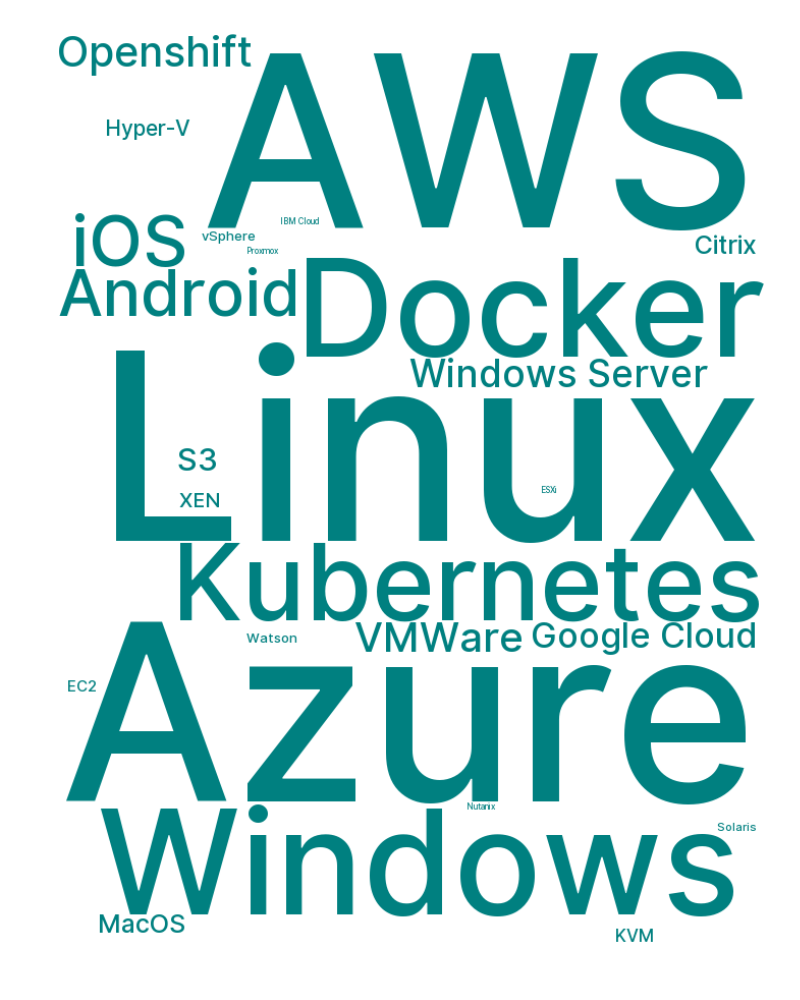 Openshift
AWS
Hyper-V
IBM Cloud
iOS
vSphere
Citrix
Proxmox
Android
Docker
Windows Server
Linux
S3
ESXi
XEN
Kubernetes
Watson
VMWare
Google Cloud
EC2
Azure
Nutanix
Solaris
Windows
MacOS
KVM